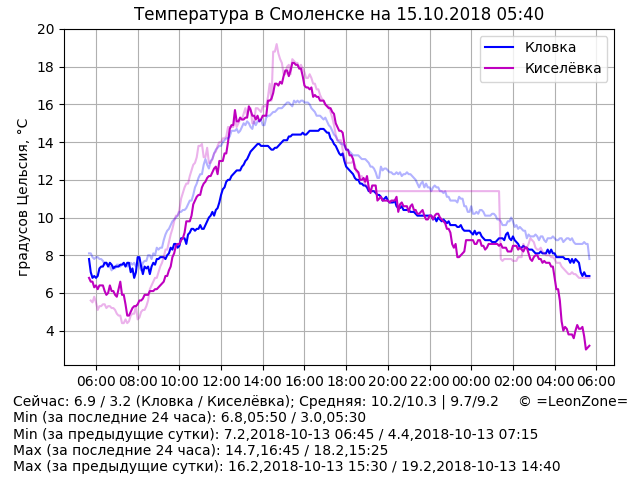 Температура в Смоленске на 15.10.2018 05:40
Кловка
Киселёвка
градусов Цельсия, °C
20
18
16
14
12
10
8
6
4
06:00 08:00 10:00 12:00 14:00 16:00 18:00 20:00 22:00 00:00 02:00 04:00 06:00
Сейчас: 6.9 / 3.2 (Кловка / Киселёвка); Средняя: 10.2/10.3 | 9.7/9.2 © =LeonZone=
Min (за последние 24 часа): 6.8,05:50 / 3.0,05:30
Min (за предыдущие сутки): 7.2,2018-10-13 06:45 / 4.4,2018-10-13 07:15
Max (за последние 24 часа): 14.7,16:45 / 18.2,15:25
Max (за предыдущие сутки): 16.2,2018-10-13 15:30 / 19.2,2018-10-13 14:40